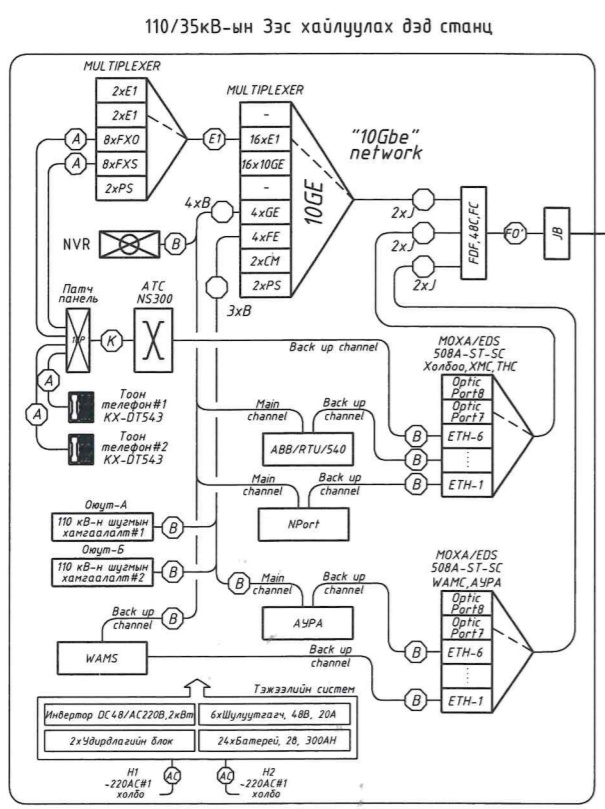 110/35кВ-ын Зэс хайлуулах дэд станц
MULTIPLEXER
2xE1
2xE1
8xFXO
8xFXS
2xPS
A
A
E1
MULTIPLEXER
-
16xE1
16x10GE
-
4xGE
4xFE
2xCM
2xPS
10GE
"10Gbe"
network
4xB
3xB
NVR
B
2xJ
2xJ
2xJ
FDF,48C,FC
FO'
JB
Патч
панель
K
АТС
NS300
A
A
Тоон
телефон#1
KX-DT543
Тоон
телефон#2
KX-DT543
Back up channel
MOXA/EDS
508A-ST-SC
Холбоо,ХМС,ТНС
Optic
Port8
Optic
Port7
ETH-6
ETH-1
B
B
B
Main
channel
Back up
channel
ABB/RTU/540
Main
channel
Back up
channel
NPort
Оюут-А
110 кВ-н шугмын
хамгаалалт#1
B
Оюут-Б
110 кВ-н шугмын
хамгаалалт#2
B
B
Main
channel
Back up
channel
АУРА
MOXA/EDS
508A-ST-SC
WAMC,АУРА
Optic
Port8
Optic
Port7
ETH-6
ETH-1
B
B
Back up
channel
B
WAMS
Back up
channel
Тэжээлийн систем
Инвертор DC48/AC220В,2кВт
6xШулуутгагч, 48В, 20А
2xУдирдлагийн блок
24xБатерей, 2В, 300АН
Н1
~220АС#1
холбо
AC
AC
Н2
~220АС#1
холбо